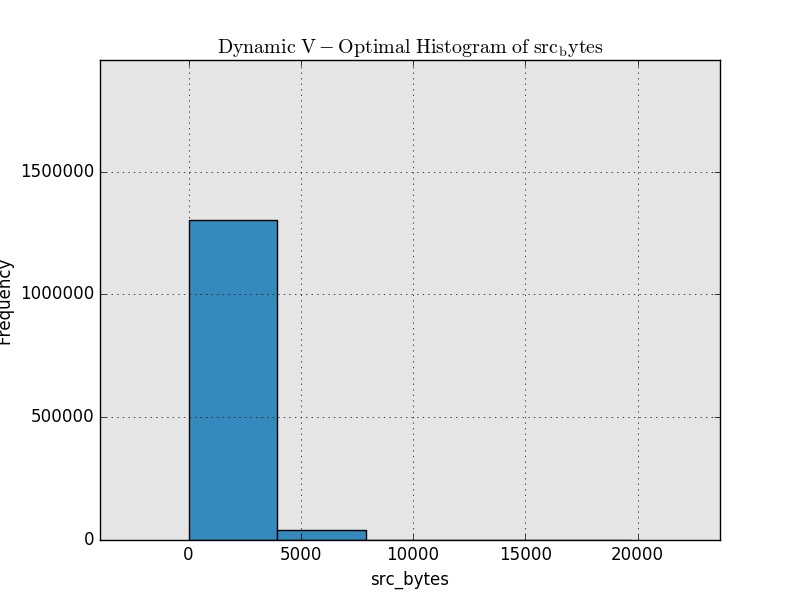 Dynamic V − Optimal Histogram of src_bytes
1500000
1000000
500000
0
Frequency
0 5000 10000 15000 20000
src_bytes